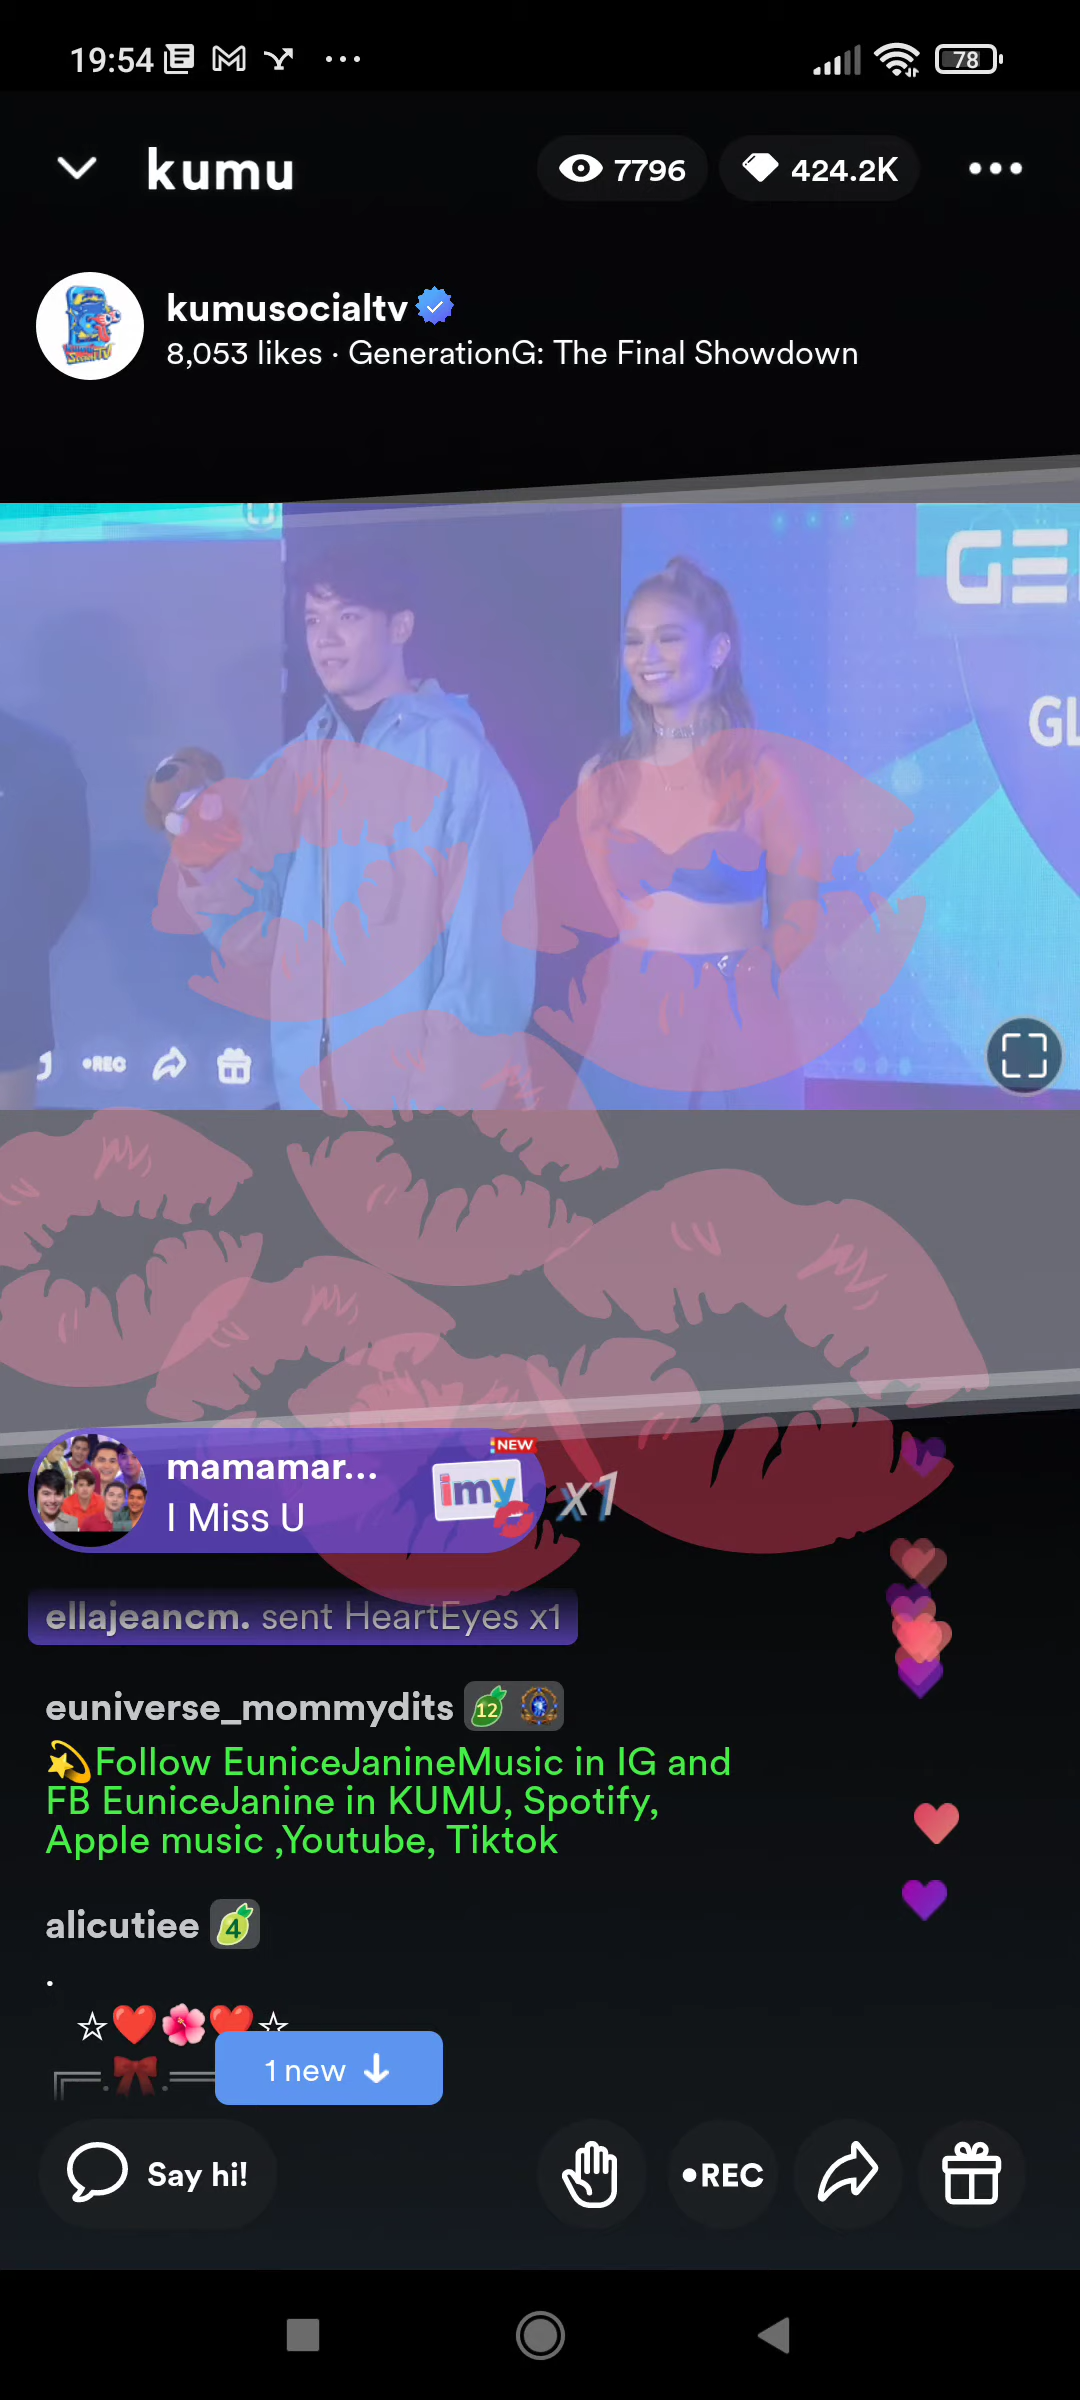 19:54
78
kumu
7796
424.2K
kumusocialtv
8,053 likes · GenerationG: The Final Showdown
GE
GL
•REC
NEW
mamamar...
imy
x1
I Miss U
ellajeancm. sent HeartEyes x1
euniverse_mommydits 12
💫Follow EuniceJanineMusic in IG and
FB EuniceJanine in KUMU, Spotify,
Apple music ,Youtube, Tiktok
alicutiee 4
.
☆❤️🌺❤️☆
╔═.🎀.══
1 new ↓
Say hi!
•REC